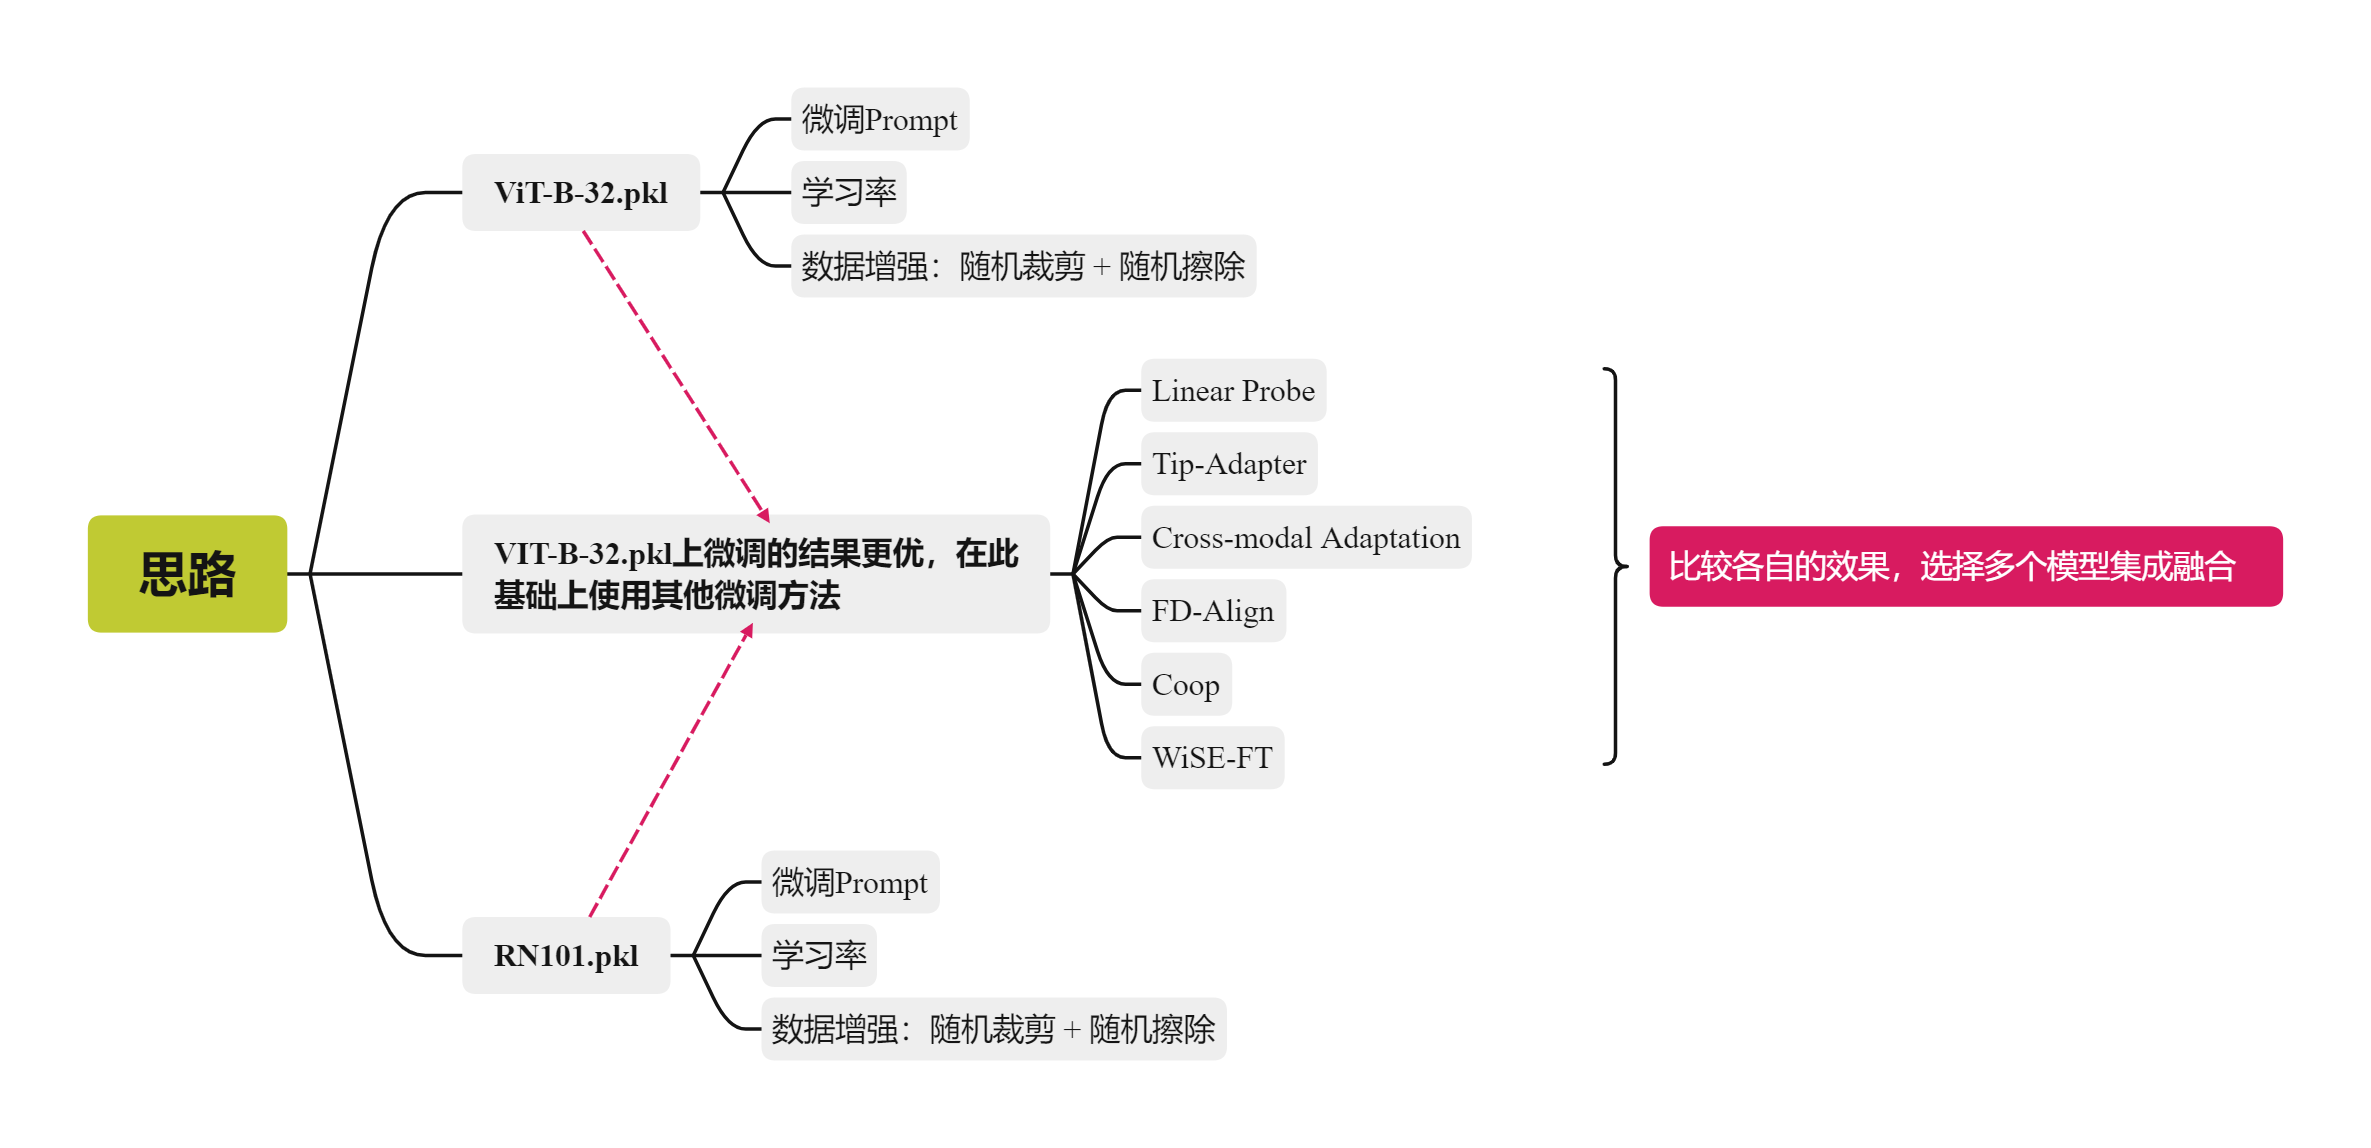 思路
ViT-B-32.pkl
微调Prompt
学习率
数据增强：随机裁剪 + 随机擦除
VIT-B-32.pkl上微调的结果更优，在此
基础上使用其他微调方法
Linear Probe
Tip-Adapter
Cross-modal Adaptation
FD-Align
Coop
WiSE-FT
比较各自的效果，选择多个模型集成融合
RN101.pkl
微调Prompt
学习率
数据增强：随机裁剪 + 随机擦除